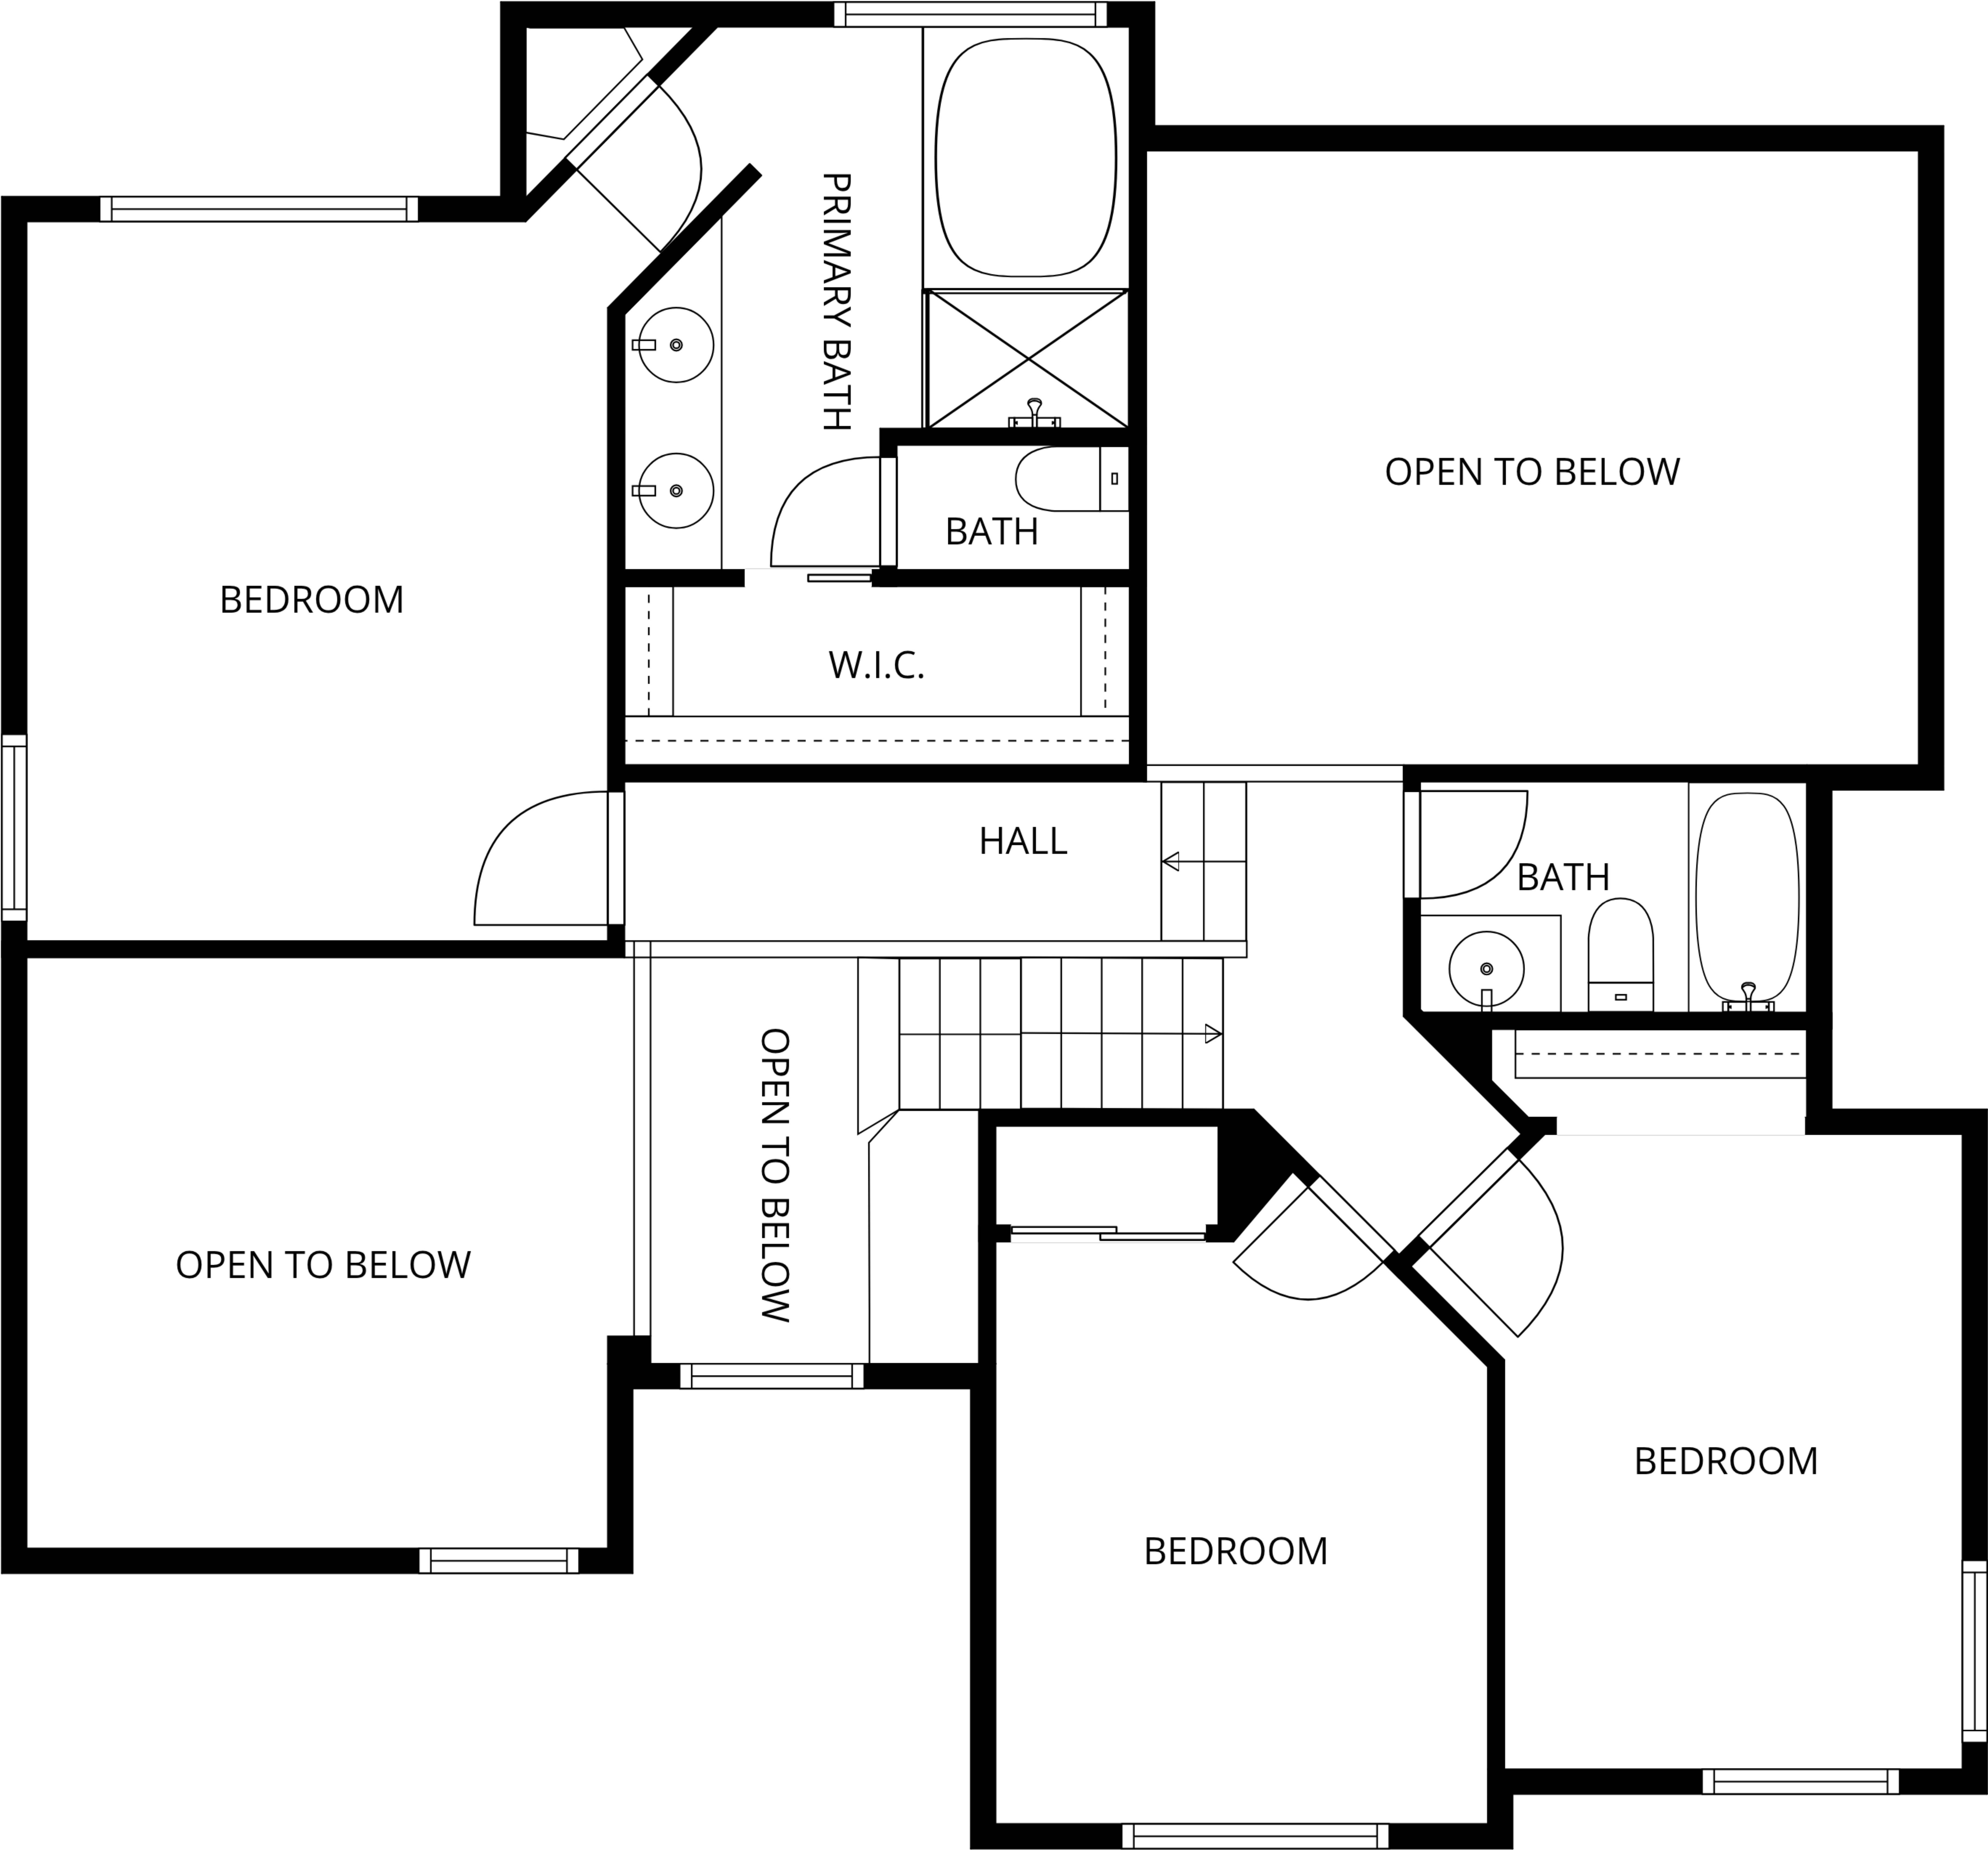 PRIMARY BATH
OPEN TO BELOW
BATH
BEDROOM
W.I.C.
HALL
BATH
OPEN TO BELOW
OPEN TO BELOW
BEDROOM
BEDROOM